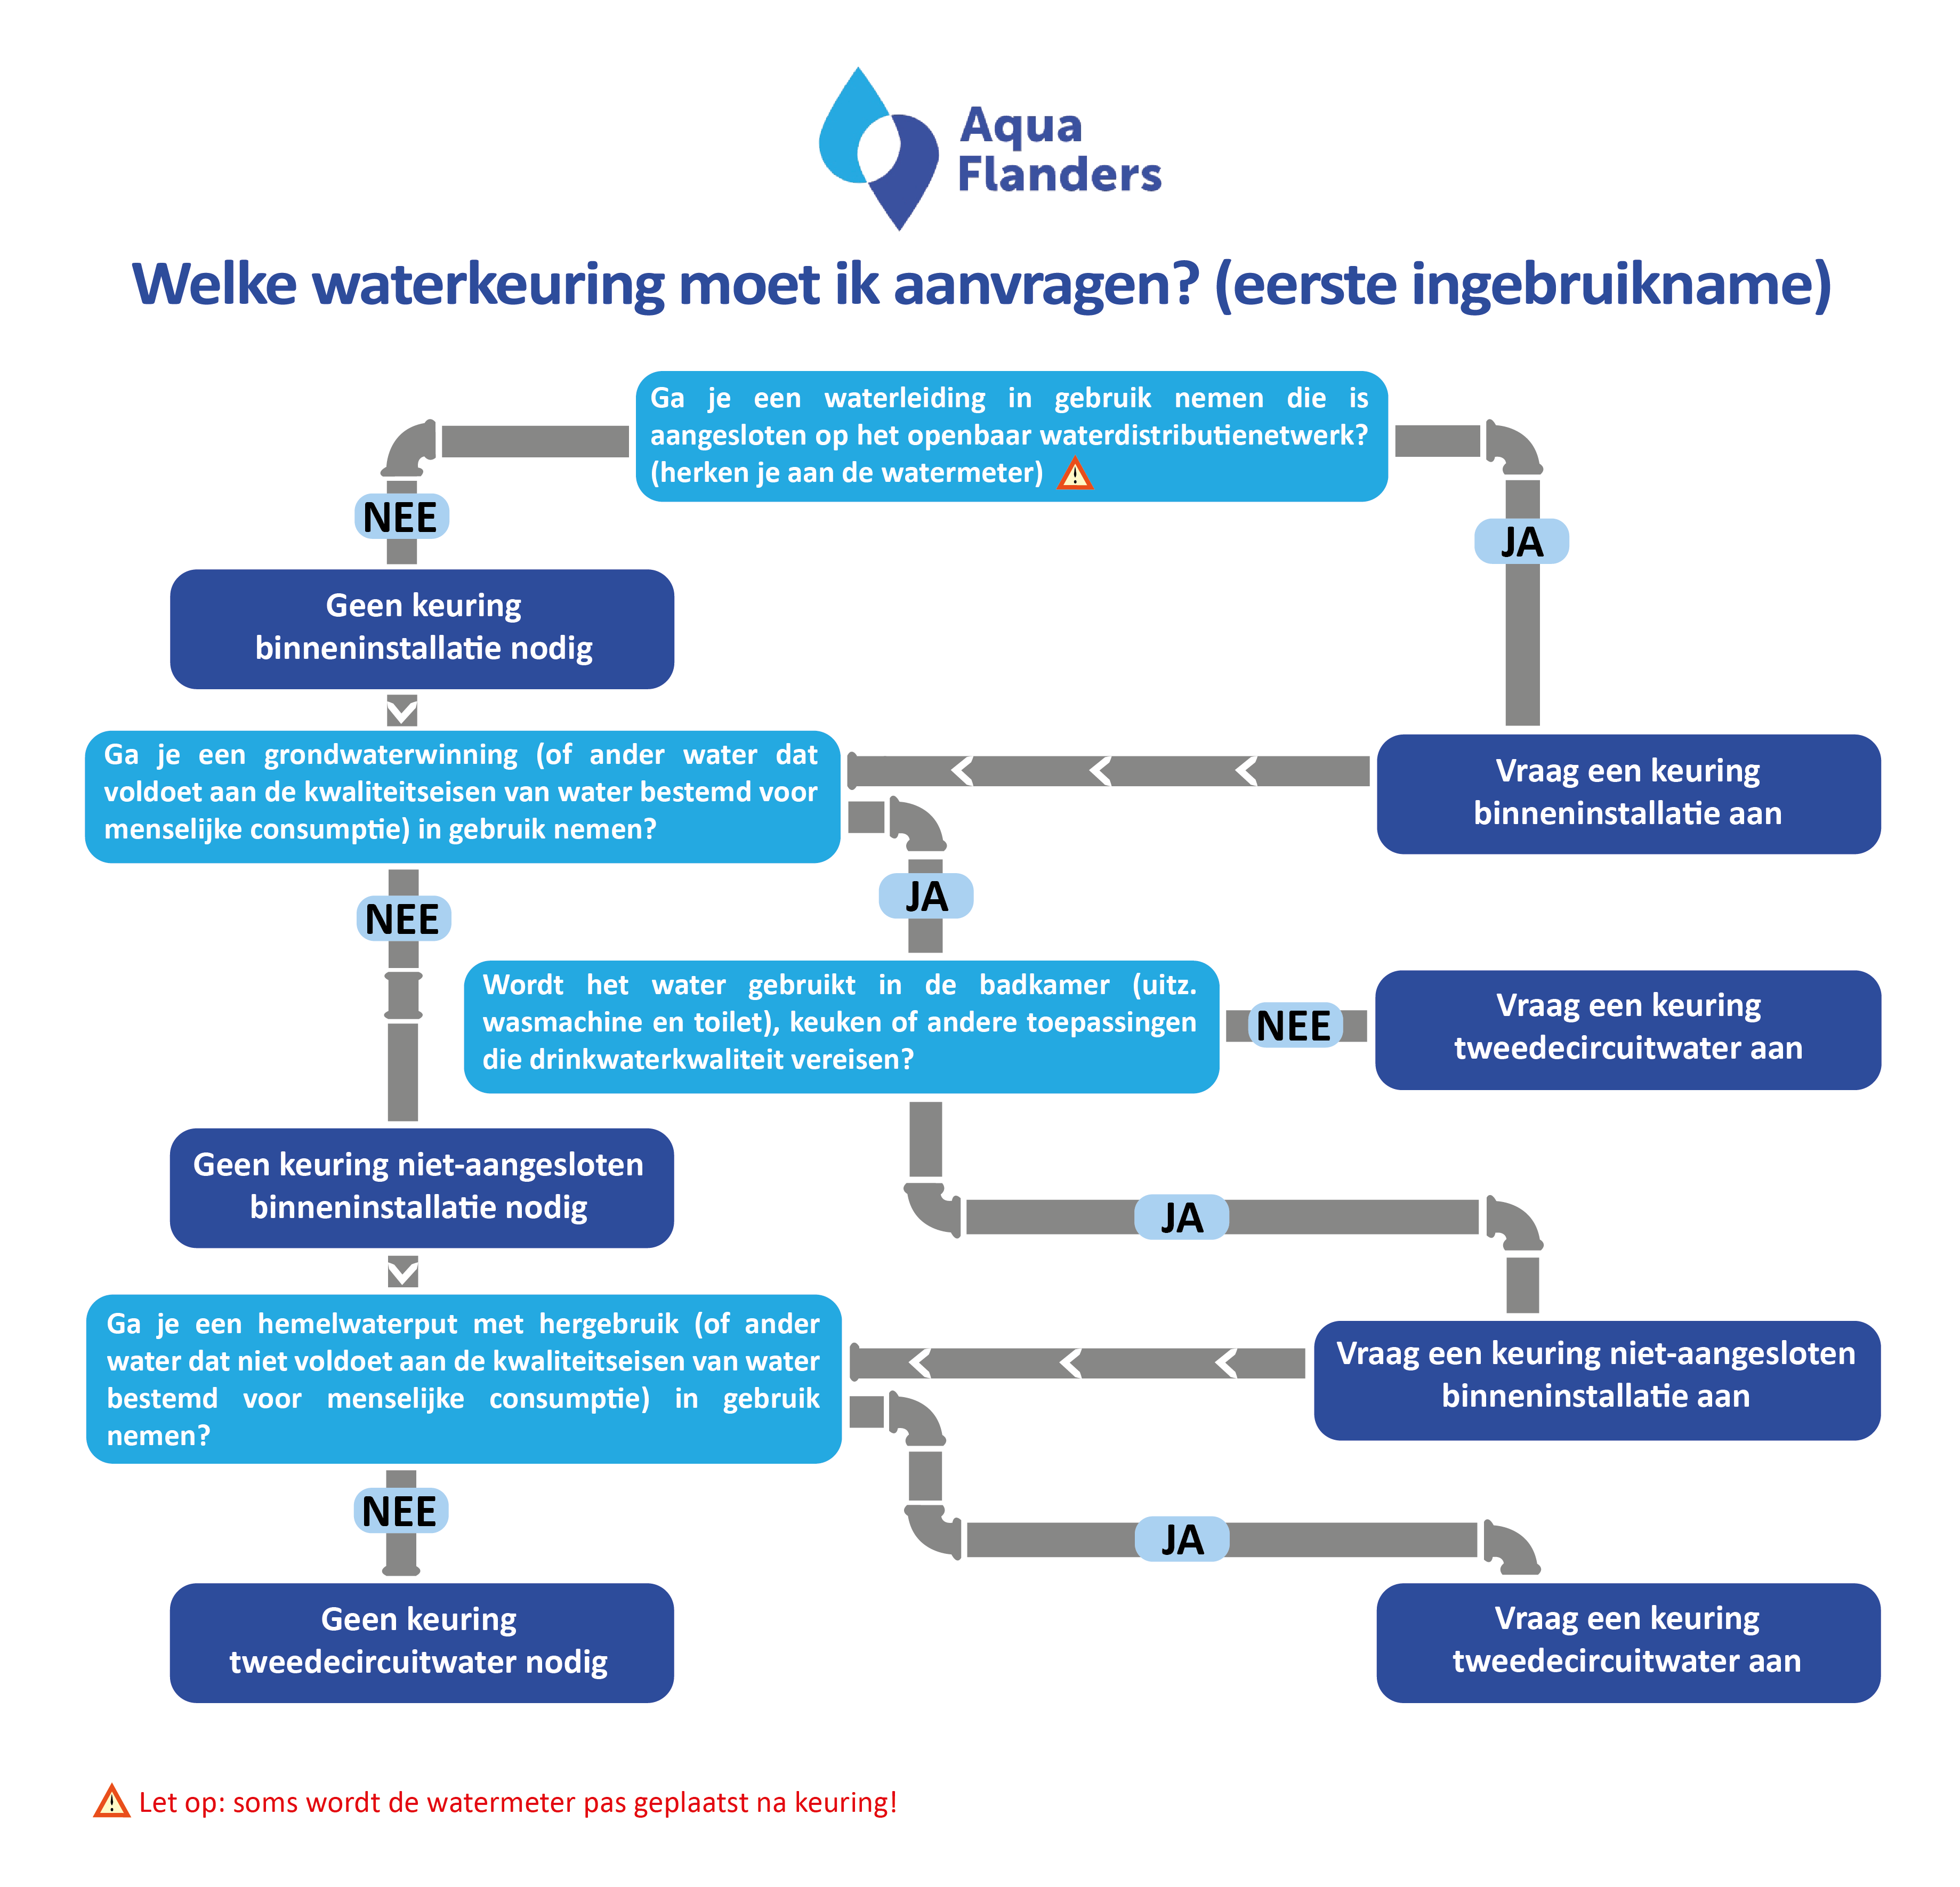 Aqua
Flanders
Welke waterkeuring moet ik aanvragen? (eerste ingebruikname)
Ga je een waterleiding in gebruik nemen die is
aangesloten op het openbaar waterdistributienetwerk?
(herken je aan de watermeter)
NEE
JA
Geen keuring
binneninstallatie nodig
Ga je een grondwaterwinning (of ander water dat
voldoet aan de kwaliteitseisen van water bestemd voor
menselijke consumptie) in gebruik nemen?
Vraag een keuring
binneninstallatie aan
NEE
JA
Wordt het water gebruikt in de badkamer (uitz.
wasmachine en toilet), keuken of andere toepassingen
die drinkwaterkwaliteit vereisen?
NEE
Vraag een keuring
tweedecircuitwater aan
Geen keuring niet-aangesloten
binneninstallatie nodig
JA
Ga je een hemelwaterput met hergebruik (of ander
water dat niet voldoet aan de kwaliteitseisen van water
bestemd voor menselijke consumptie) in gebruik
nemen?
Vraag een keuring niet-aangesloten
binneninstallatie aan
NEE
JA
Geen keuring
tweedecircuitwater nodig
Vraag een keuring
tweedecircuitwater aan
Let op: soms wordt de watermeter pas geplaatst na keuring!